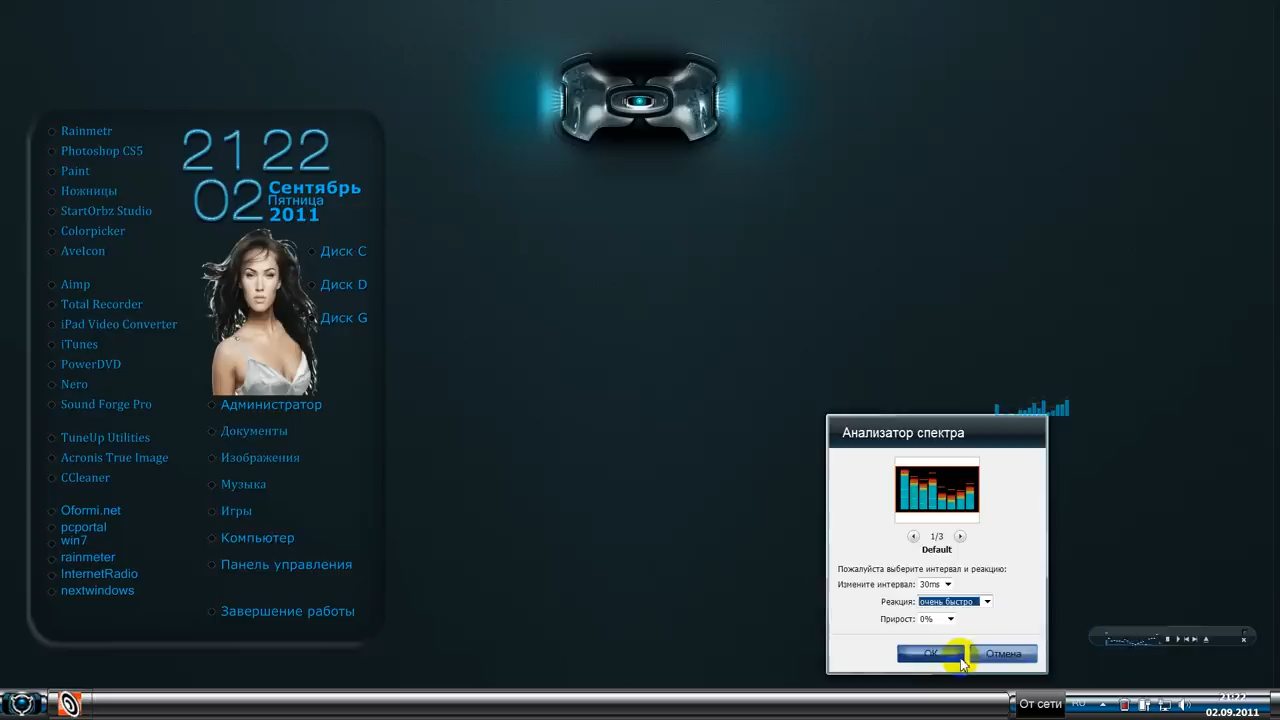 Rainmetr
Photoshop CS5
Paint
Ножницы
StartOrbz Studio
Colorpicker
AveIcon
Aimp
Total Recorder
iPad Video Converter
iTunes
PowerDVD
Nero
Sound Forge Pro
TuneUp Utilities
Acronis True Image
CCleaner
Oformi.net
pcportal
win7
rainmeter
InternetRadio
nextwindows
21 22
02
Сентябрь
Пятница
2011
Диск C
Диск D
Диск G
Администратор
Документы
Изображения
Музыка
Игры
Компьютер
Панель управления
Завершение работы
Анализатор спектра
1/3
Default
Пожалуйста выберите интервал и реакцию:
Измените интервал: 30ms
Реакция: очень быстро
Прирост: 0%
OK
Отмена
От сети
RU
21:22
02.09.2011